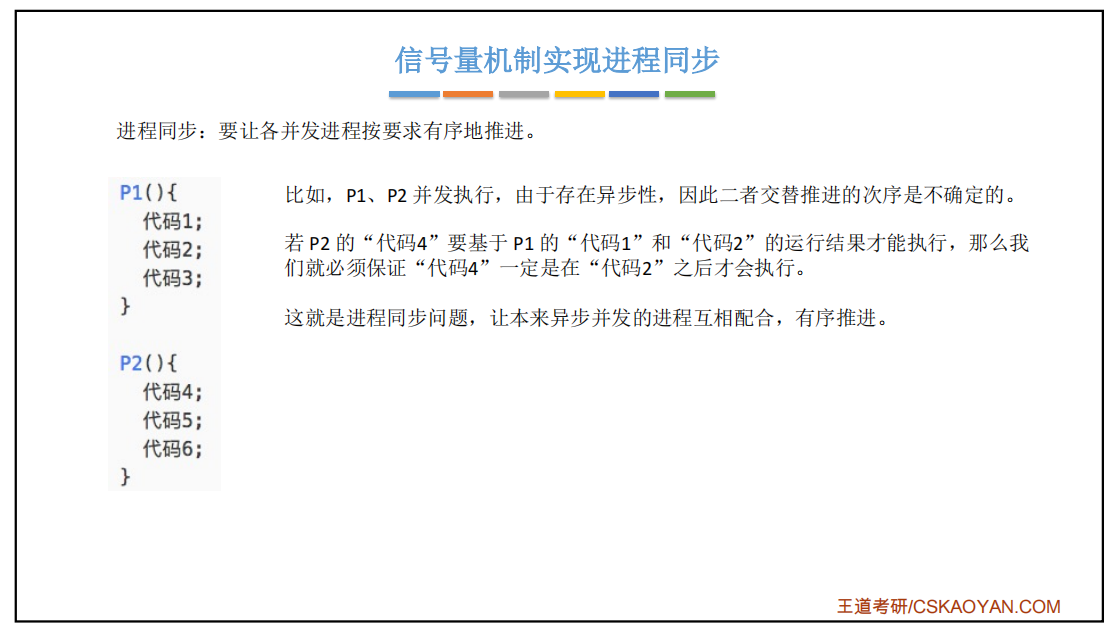 信号量机制实现进程同步
进程同步：要让各并发进程按要求有序地推进。
P1(){
代码1;
代码2;
代码3;
}
P2(){
代码4;
代码5;
代码6;
}
比如，P1、P2 并发执行，由于存在异步性，因此二者交替推进的次序是不确定的。
若 P2 的“代码4”要基于 P1 的“代码1”和“代码2”的运行结果才能执行，那么我
们就必须保证“代码4”一定是在“代码2”之后才会执行。
这就是进程同步问题，让本来异步并发的进程互相配合，有序推进。
王道考研/CSKAOYAN.COM